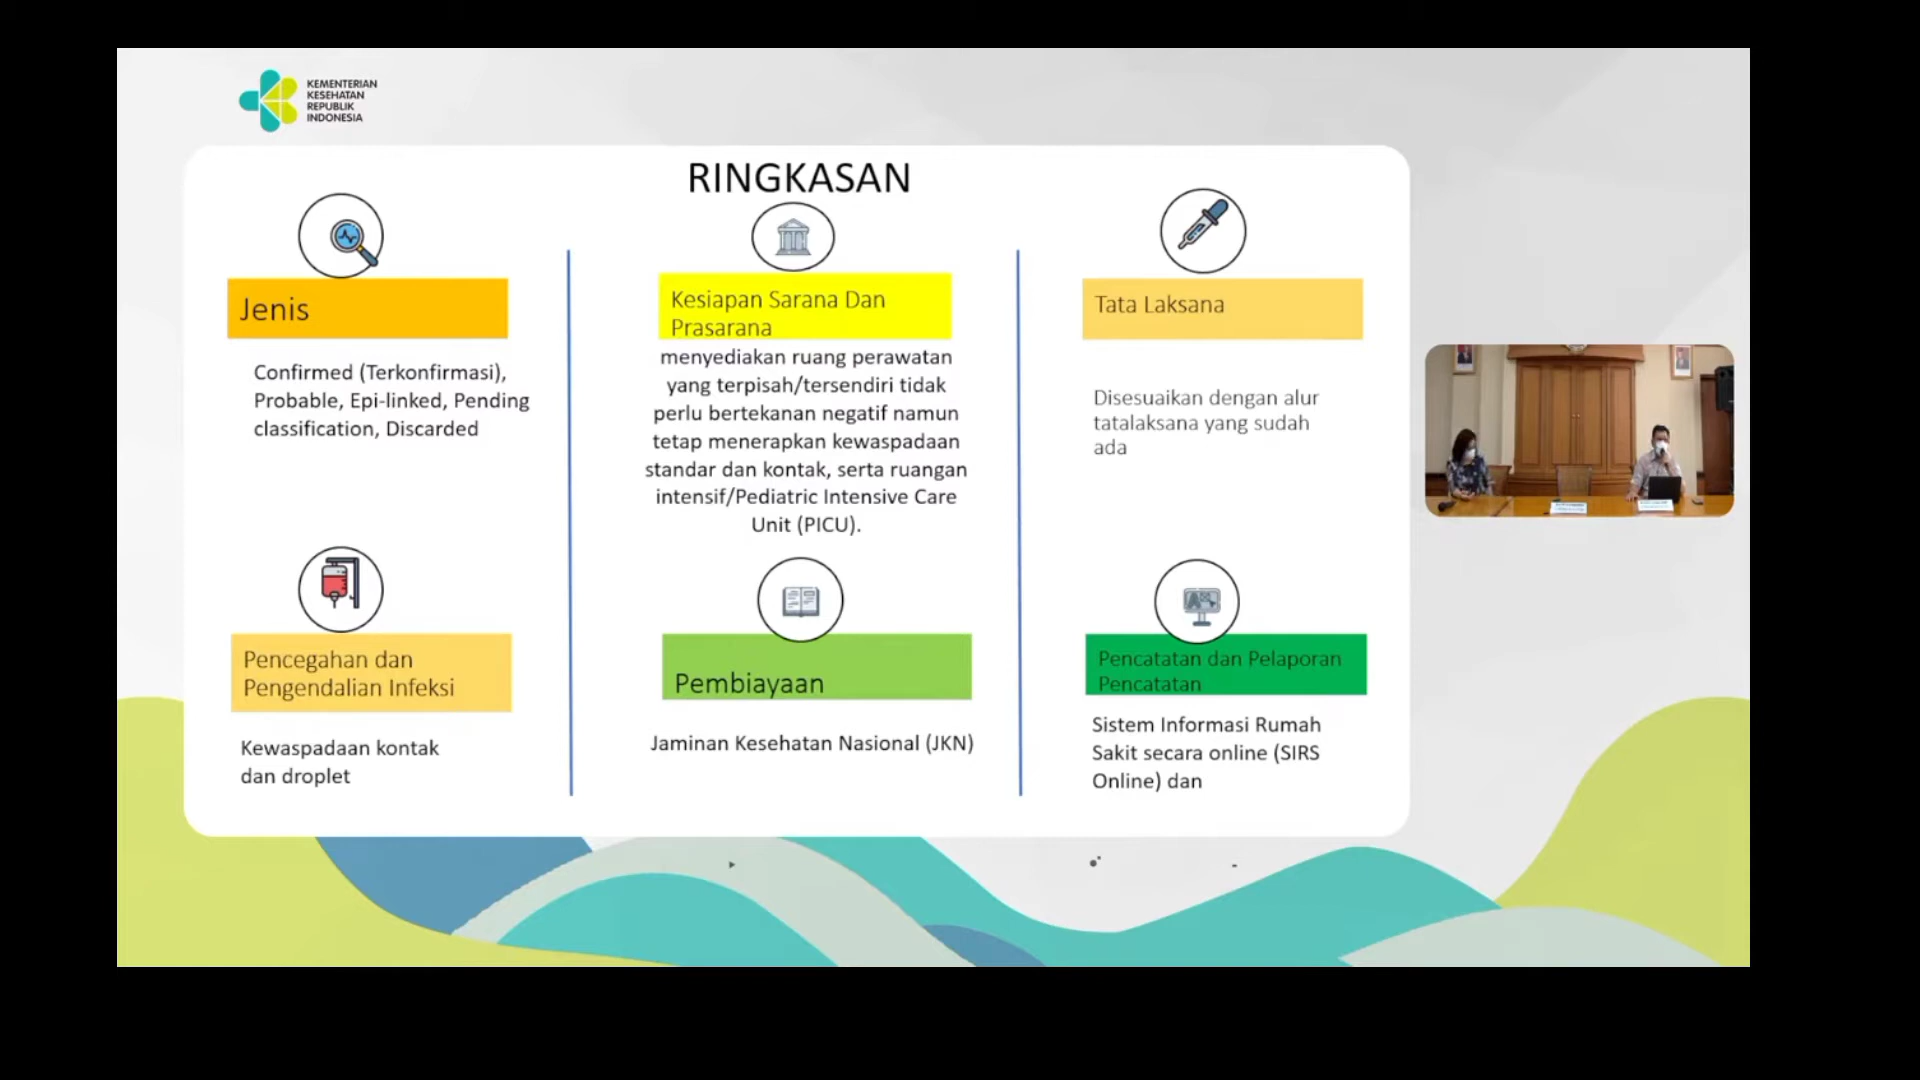 KEMENTERIAN
KESEHATAN
REPUBLIK
INDONESIA
RINGKASAN
Jenis
Confirmed (Terkonfirmasi),
Probable, Epi-linked, Pending
classification, Discarded
Kesiapan Sarana Dan
Prasarana
menyediakan ruang perawatan
yang terpisah/tersendiri tidak
perlu bertekanan negatif namun
tetap menerapkan kewaspadaan
standar dan kontak, serta ruangan
intensif/Pediatric Intensive Care
Unit (PICU).
Tata Laksana
Disesuaikan dengan alur
tatalaksana yang sudah
ada
Pencegahan dan
Pengendalian Infeksi
Kewaspadaan kontak
dan droplet
Pembiayaan
Jaminan Kesehatan Nasional (JKN)
Pencatatan dan Pelaporan
Pencatatan
Sistem Informasi Rumah
Sakit secara online (SIRS
Online) dan